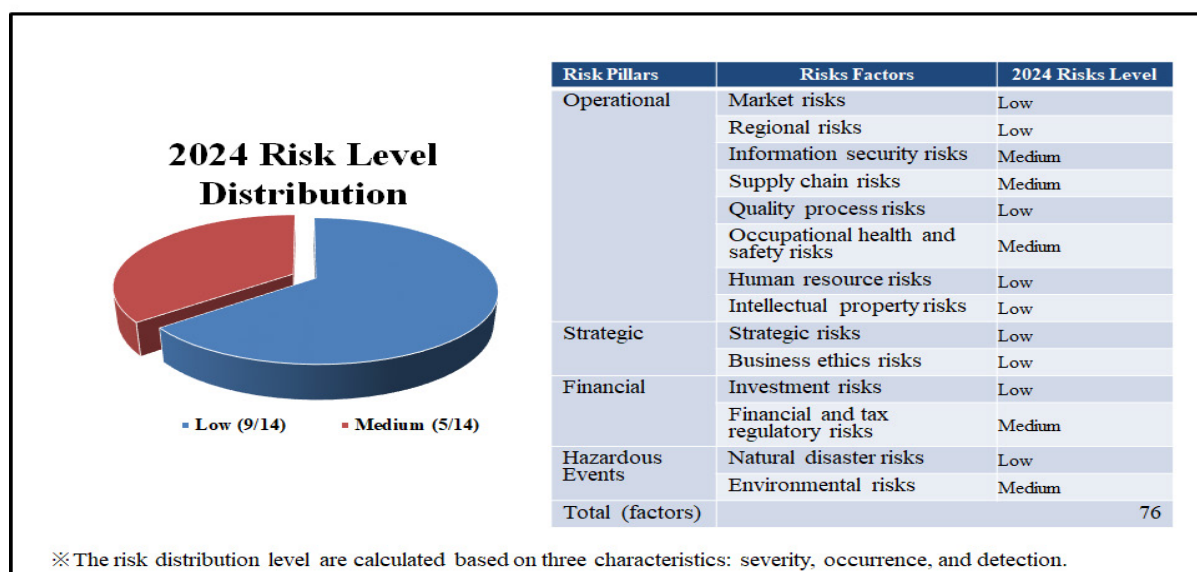 2024 Risk Level
Distribution
Low (9/14)
Medium (5/14)
Risk Pillars Risks Factors 2024 Risks Level
Operational Market risks Low
Regional risks Low
Information security risks Medium
Supply chain risks Medium
Quality process risks Low
Occupational health and
safety risks Medium
Human resource risks Low
Intellectual property risks Low
Strategic Strategic risks Low
Business ethics risks Low
Financial Investment risks Low
Financial and tax
regulatory risks Medium
Hazardous
Events Natural disaster risks Low
Environmental risks Medium
Total (factors) 76
※The risk distribution level are calculated based on three characteristics: severity, occurrence, and detection.